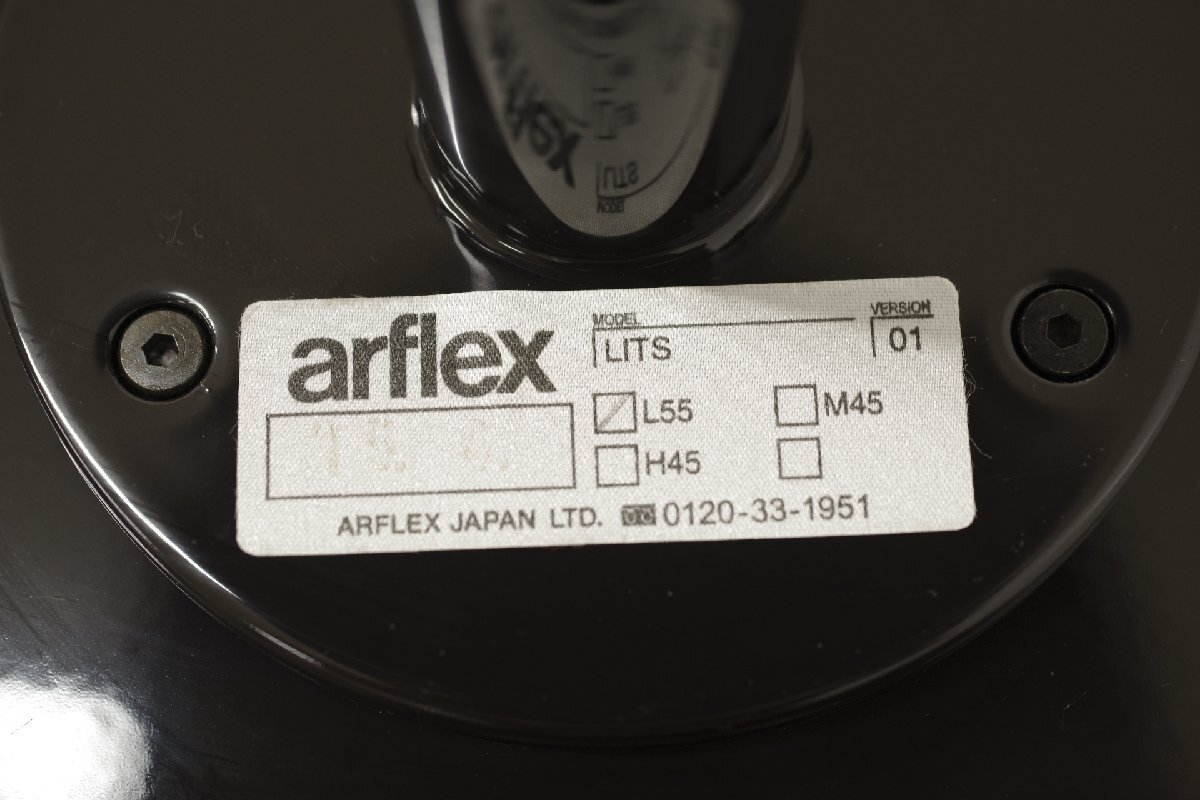 arflex
MODEL
LITS
VERSION
01
L55
M45
H45
ARFLEX JAPAN LTD. 0120-33-1951